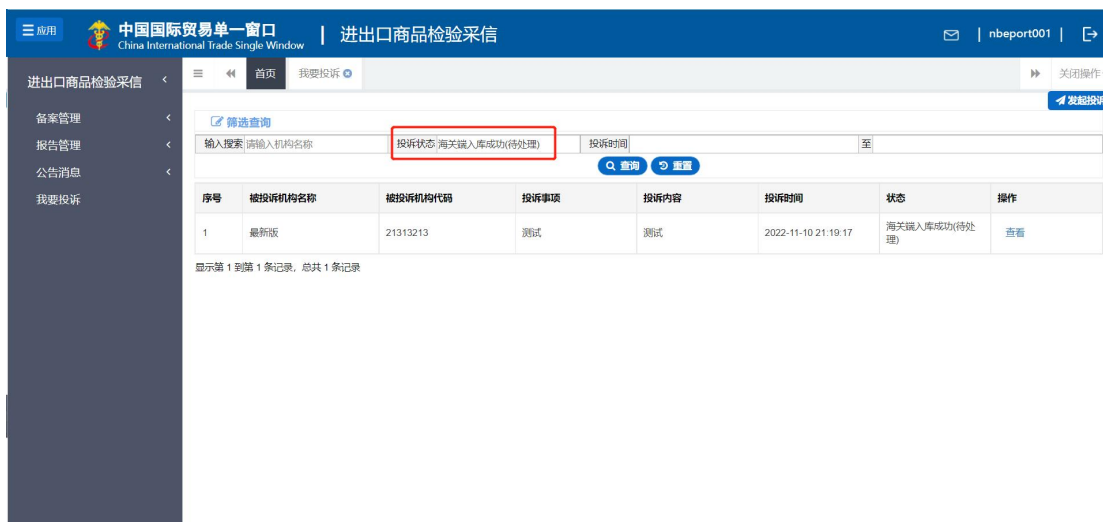 应用
中国国际贸易单一窗口
China International Trade Single Window
进出口商品检验采信
nbeport001
进出口商品检验采信
首页
我要投诉
关闭操作
发起投诉
备案管理
报告管理
公告消息
我要投诉
筛选查询
输入搜索 请输入机构名称 投诉状态 海关端入库成功(待处理) 投诉时间 至
查询 重置
序号 被投诉机构名称 被投诉机构代码 投诉事项 投诉内容 投诉时间 状态 操作
1 最新版 21313213 测试 测试 2022-11-10 21:19:17 海关端入库成功(待处
理) 查看
显示第 1 到第 1 条记录，总共 1 条记录